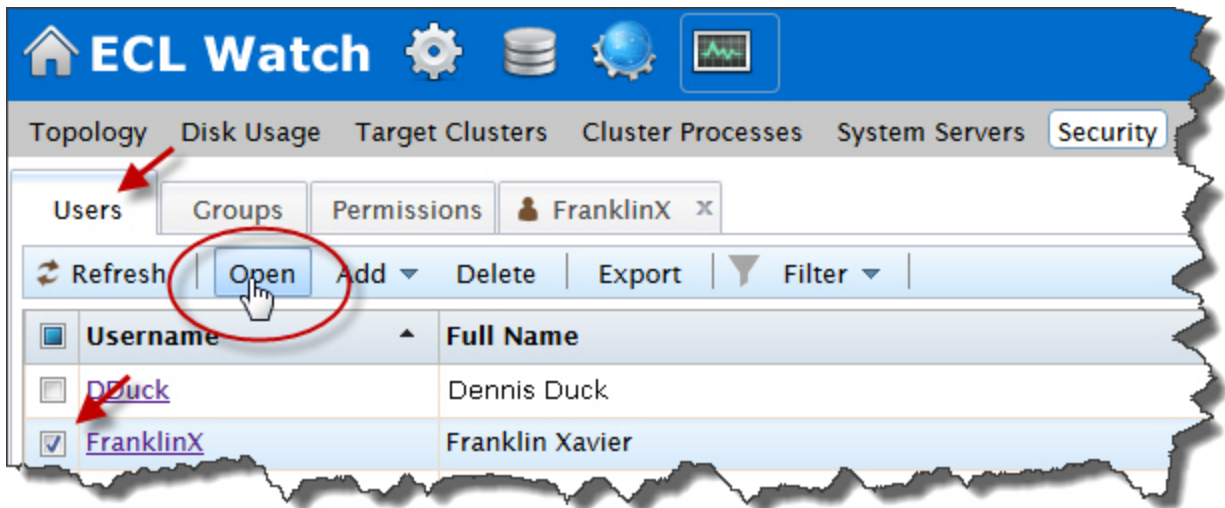 ECL Watch
Topology Disk Usage Target Clusters Cluster Processes System Servers Security
Users Groups Permissions FranklinX x
Refresh Open Add Delete Export Filter
Username Full Name
DDuck Dennis Duck
FranklinX Franklin Xavier